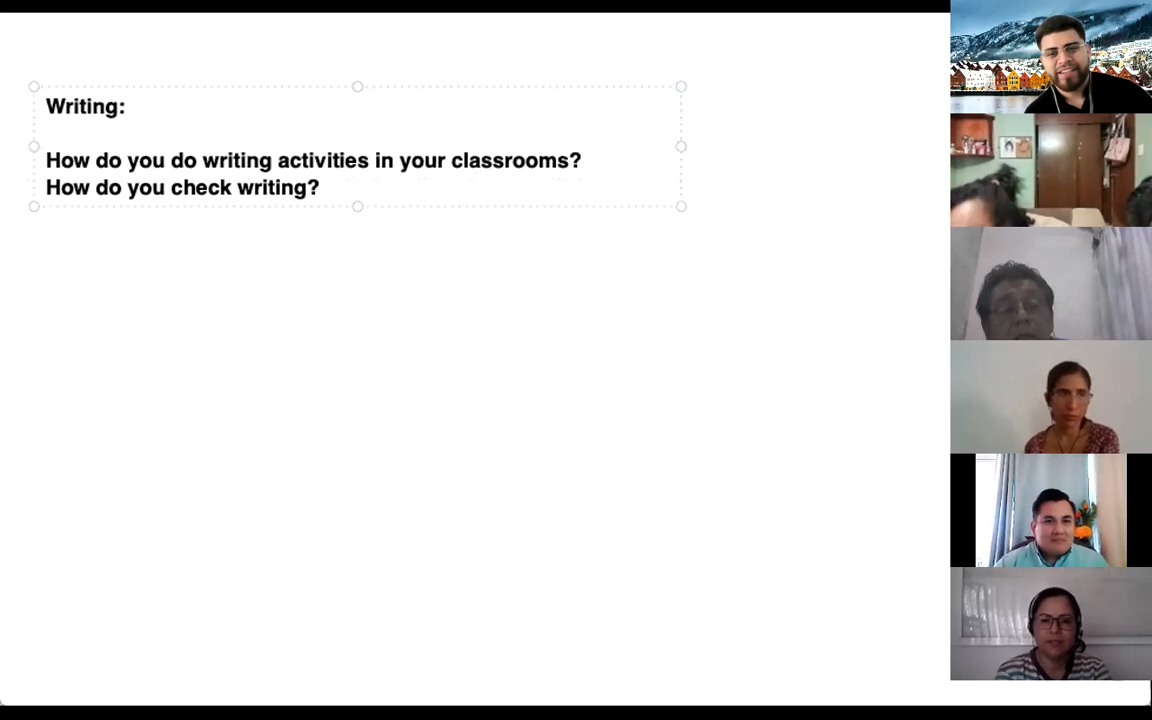 Writing:
How do you do writing activities in your classrooms?
How do you check writing?